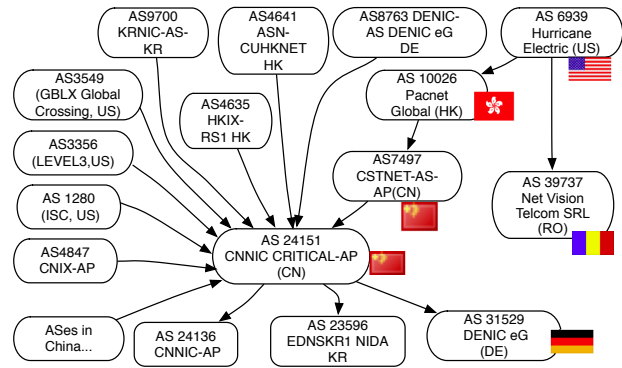 AS9700
KRNIC-AS-
KR
AS4641
ASN-
CUHKNET
HK
AS8763 DENIC-
AS DENIC eG
DE
AS 6939
Hurricane
Electric (US)
AS3549
(GBLX Global
Crossing, US)
AS4635
HKIX-
RS1 HK
AS 10026
Pacnet
Global (HK)
AS3356
(LEVEL3,US)
AS7497
CSTNET-AS-
AP(CN)
AS 39737
Net Vision
Telcom SRL
(RO)
AS 1280
(ISC, US)
AS 24151
CNNIC CRITICAL-AP
(CN)
AS4847
CNIX-AP
ASes in
China...
AS 24136
CNNIC-AP
AS 23596
EDNSKR1 NIDA
KR
AS 31529
DENIC eG
(DE)